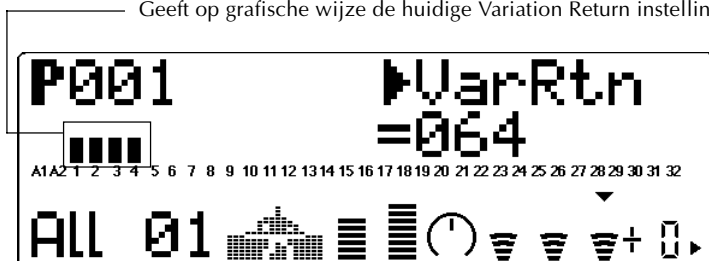 Geeft op grafische wijze de huidige Variation Return instellin
P001 ▶VarRtn
=064
A1 A2 1 2 3 4 5 6 7 8 9 10 11 12 13 14 15 16 17 18 19 20 21 22 23 24 25 26 27 28 29 30 31 32
All 01 + 0